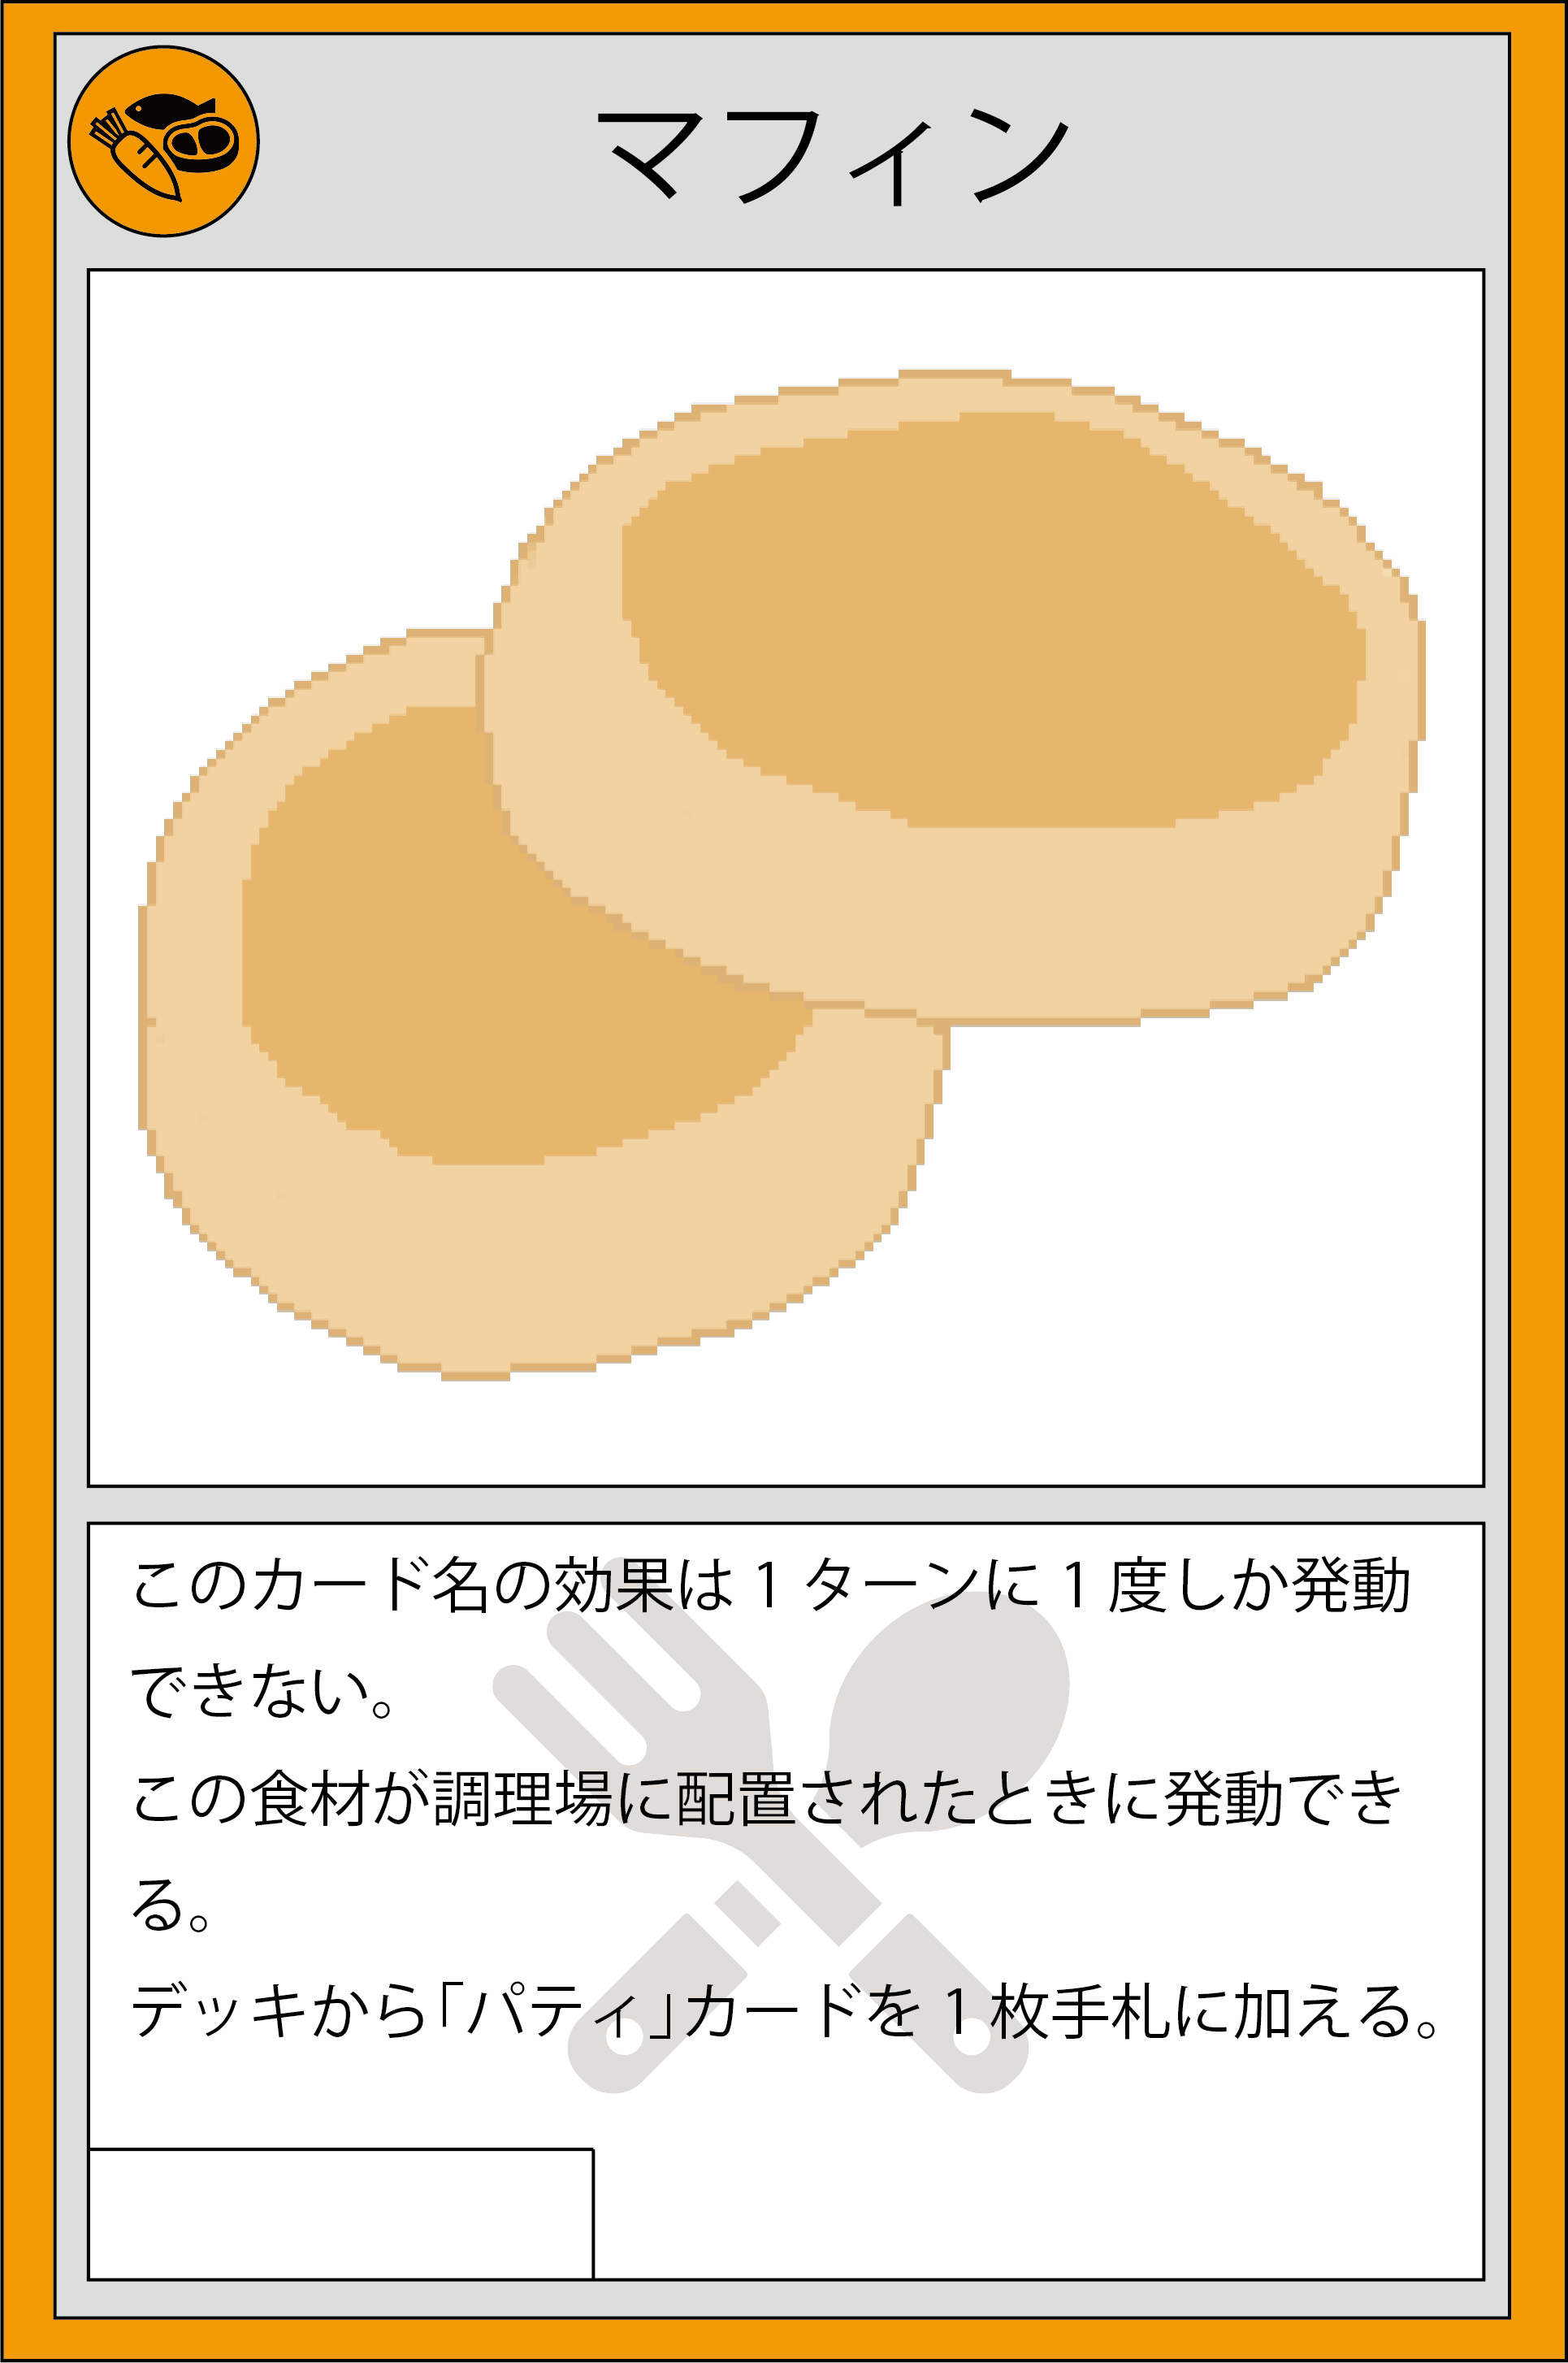 マフィン
このカード名の効果は1ターンに1度しか発動
できない。
この食材が調理場に配置されたときに発動でき
る。
デッキから「パティ」カードを1枚手札に加える。